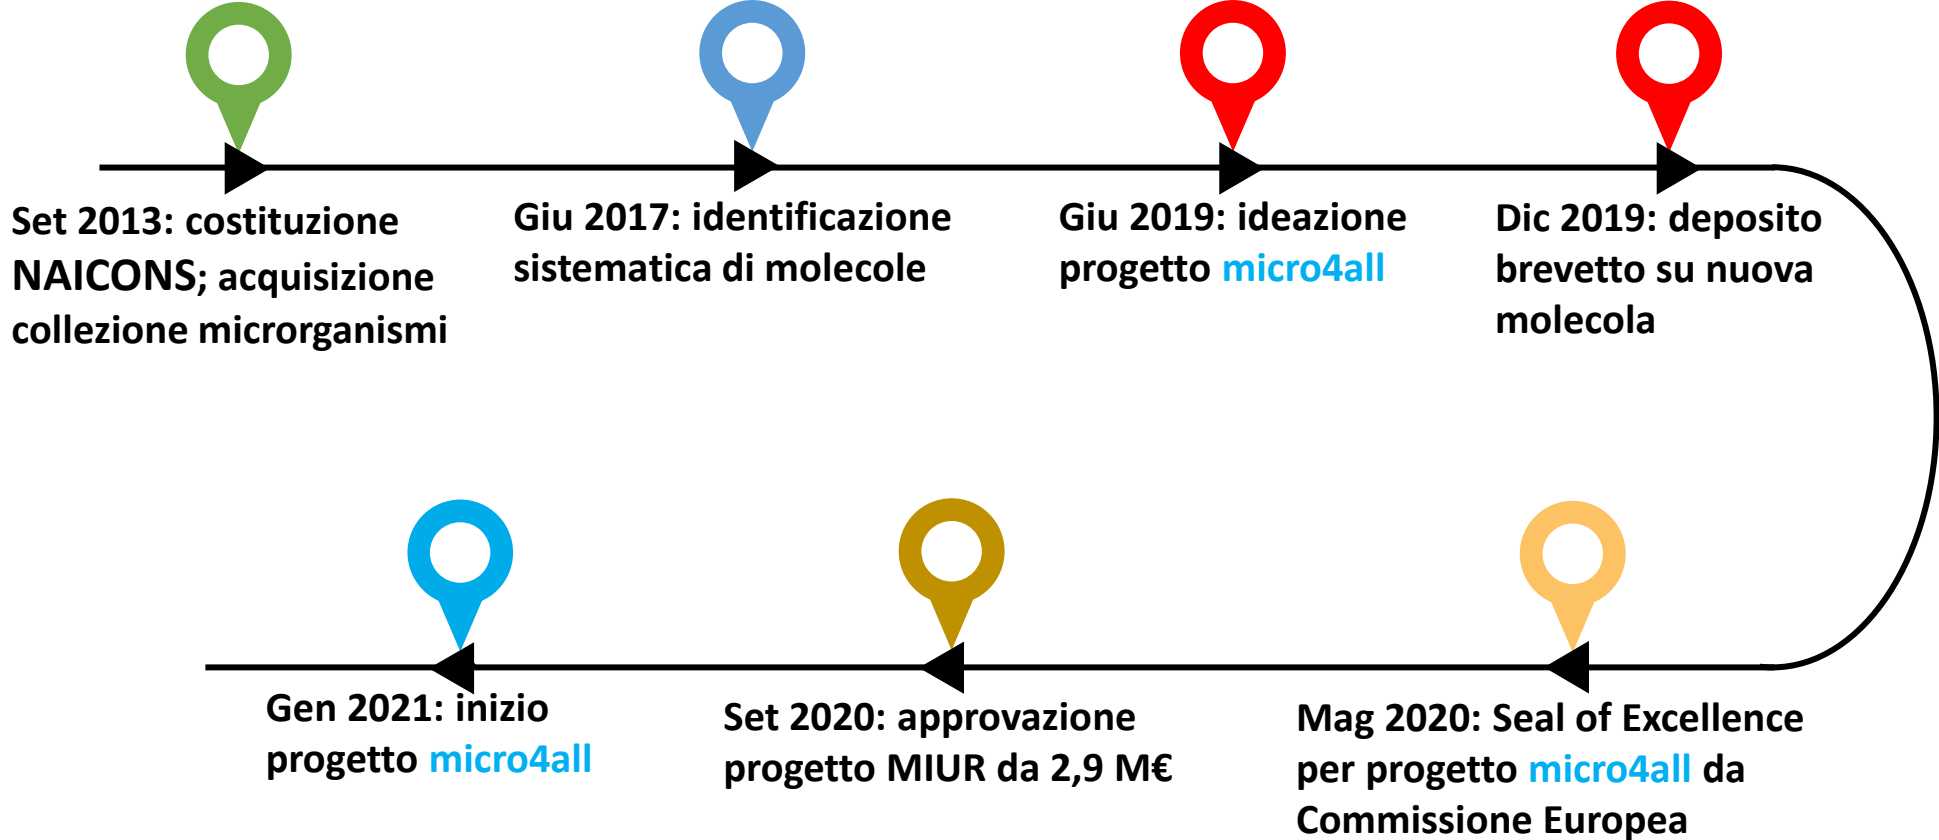 Set 2013: costituzione
NAICONS; acquisizione
collezione microrganismi
Giu 2017: identificazione
sistematica di molecole
Giu 2019: ideazione
progetto micro4all
Dic 2019: deposito
brevetto su nuova
molecola
Mag 2020: Seal of Excellence
per progetto micro4all da
Commissione Europea
Set 2020: approvazione
progetto MIUR da 2,9 M€
Gen 2021: inizio
progetto micro4all